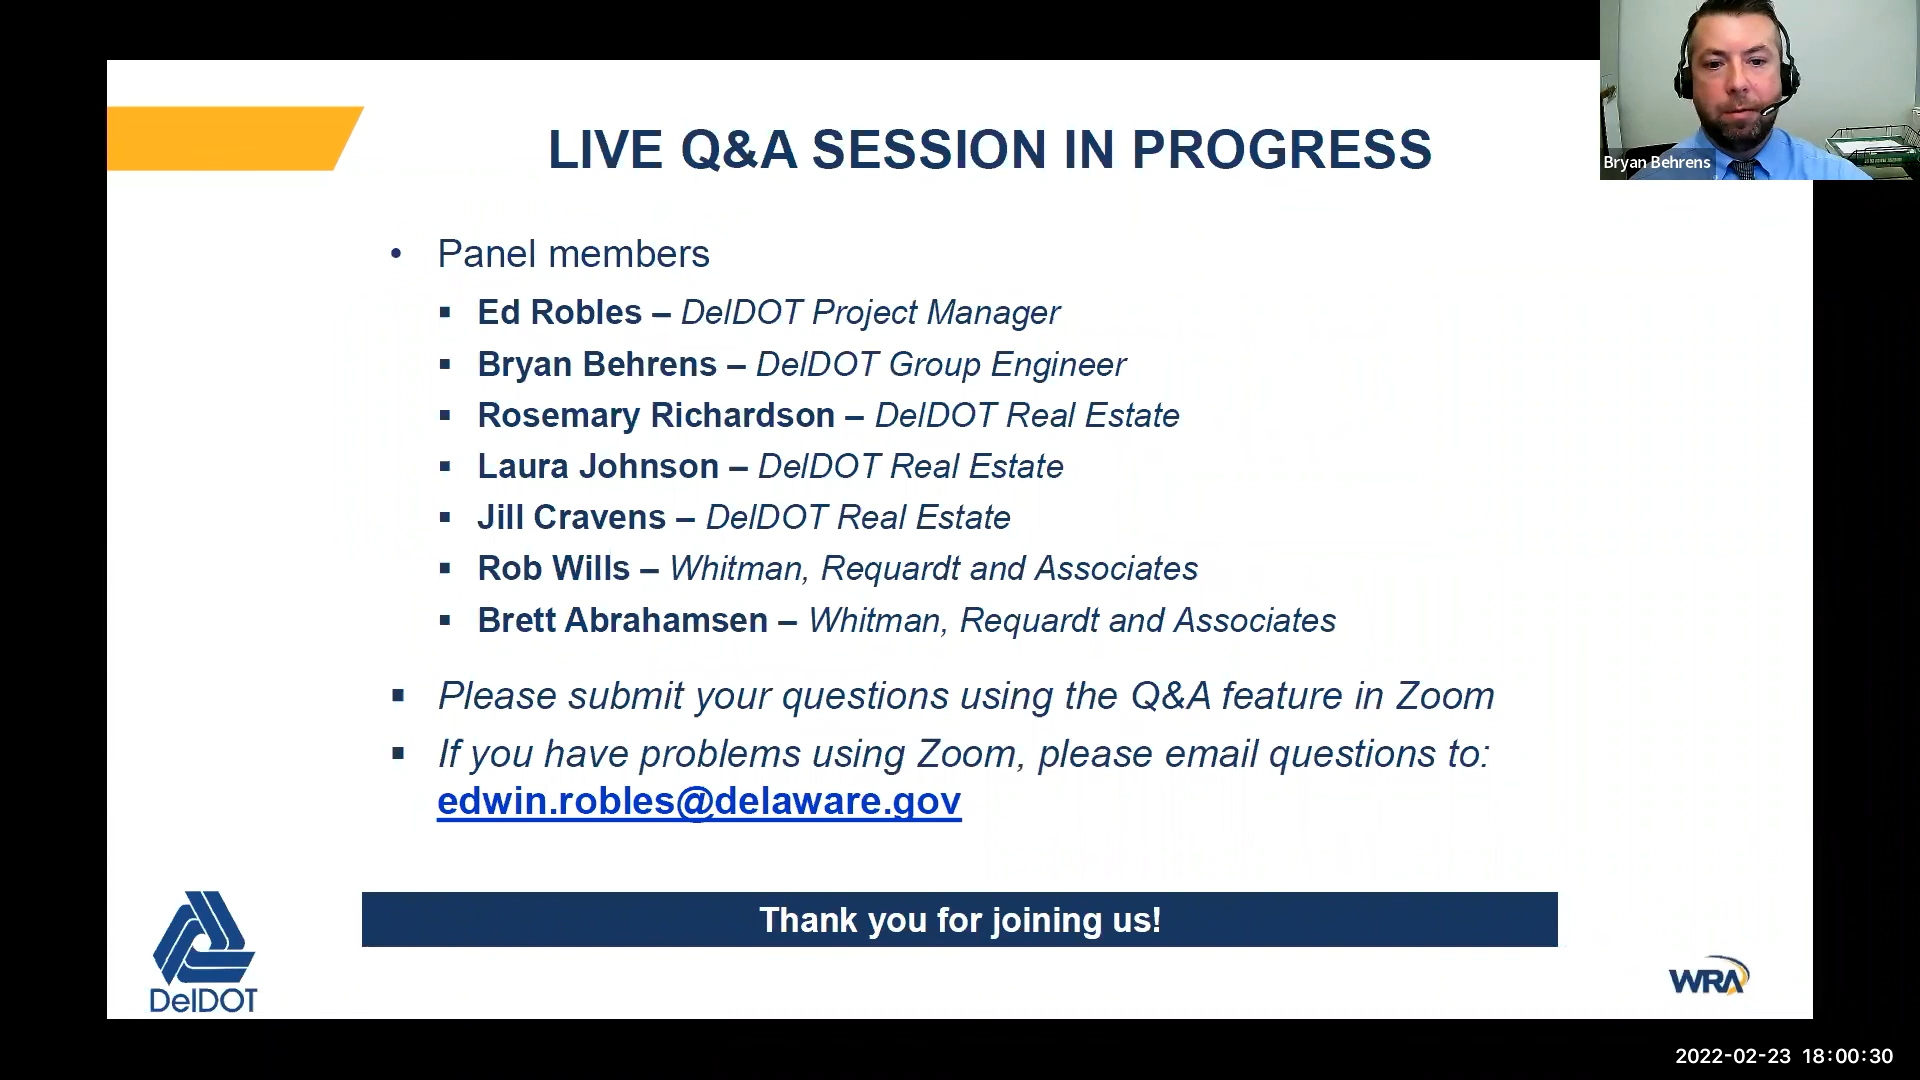 LIVE Q&A SESSION IN PROGRESS
Bryan Behrens
• Panel members
▪ Ed Robles – DelDOT Project Manager
▪ Bryan Behrens – DelDOT Group Engineer
▪ Rosemary Richardson – DelDOT Real Estate
▪ Laura Johnson – DelDOT Real Estate
▪ Jill Cravens – DelDOT Real Estate
▪ Rob Wills – Whitman, Requardt and Associates
▪ Brett Abrahamsen – Whitman, Requardt and Associates
▪ Please submit your questions using the Q&A feature in Zoom
▪ If you have problems using Zoom, please email questions to:
edwin.robles@delaware.gov
Thank you for joining us!
DelDOT
WRA
2022-02-23 18:00:30